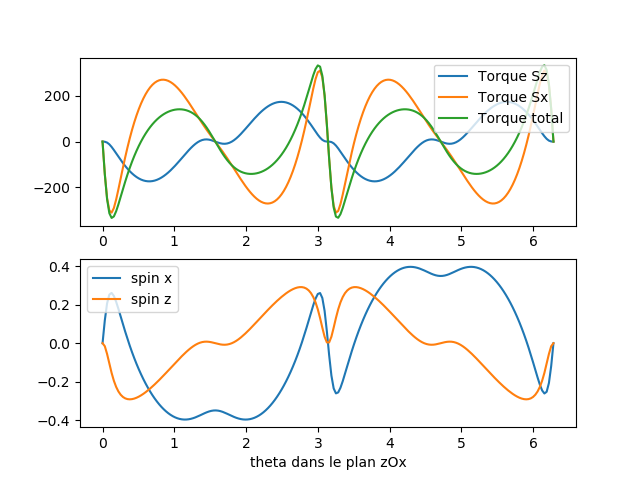 Torque Sz
Torque Sx
Torque total
200
0
−200
0 1 2 3 4 5 6
spin x
spin z
0.4
0.2
0.0
−0.2
−0.4
0 1 2 3 4 5 6
theta dans le plan zOx